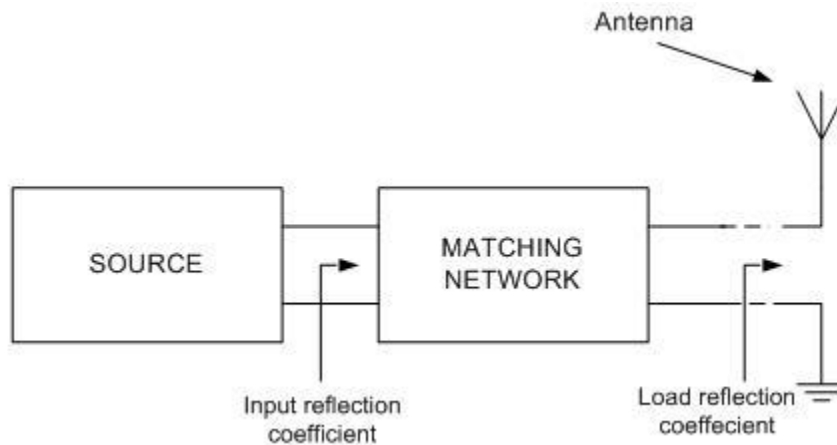 Antenna
SOURCE
MATCHING
NETWORK
Input reflection
coefficient
Load reflection
coeffecient